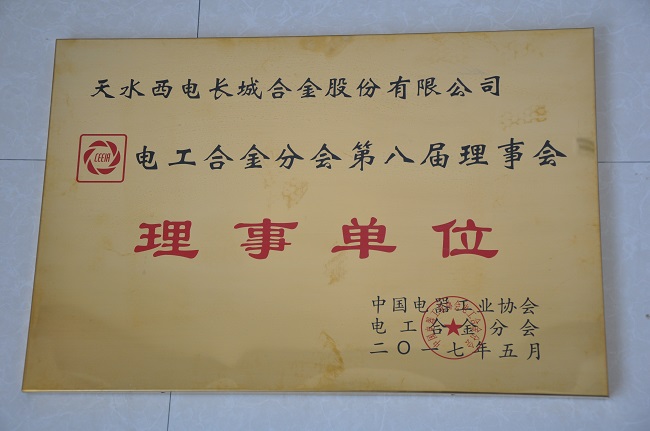 天水西电长城合金股份有限公司
CEEIA 电工合金分会第八届理事会
理事单位
中国电器工业协会
电工合金分会
二〇一七年五月